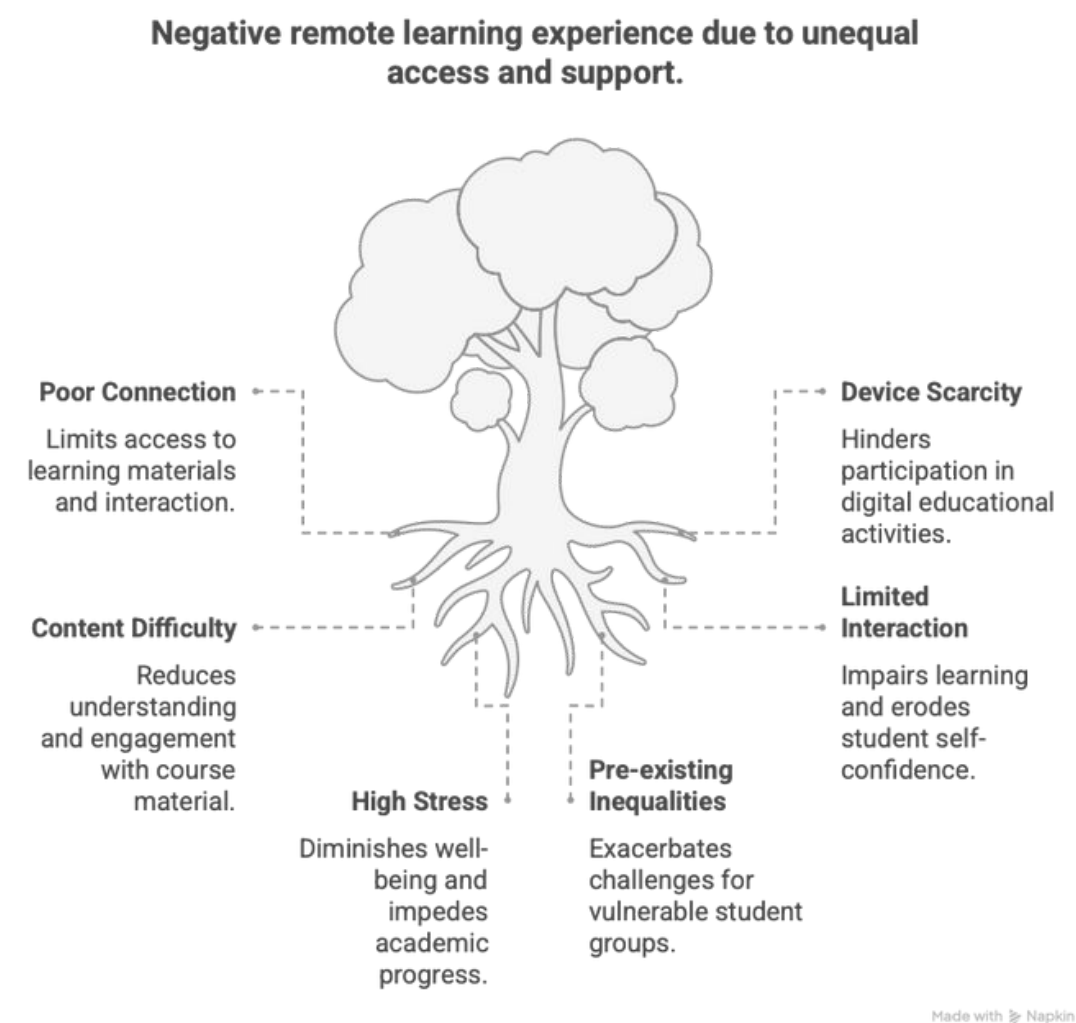 Negative remote learning experience due to unequal
access and support.
Poor Connection
Limits access to
learning materials
and interaction.
Device Scarcity
Hinders
participation in
digital educational
activities.
Content Difficulty
Reduces
understanding
and engagement
with course
material.
Limited
Interaction
Impairs learning
and erodes
student self-
confidence.
High Stress
Diminishes well-
being and
impedes
academic
progress.
Pre-existing
Inequalities
Exacerbates
challenges for
vulnerable student
groups.
Made with Napkin